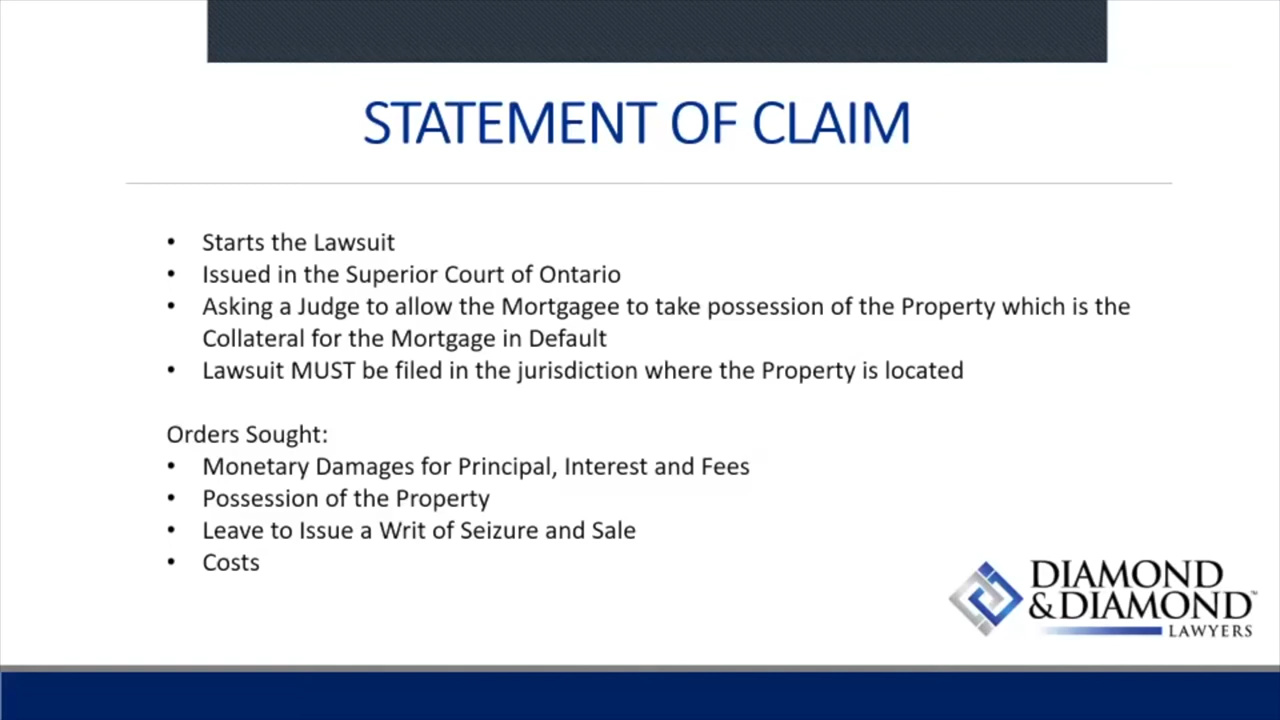 STATEMENT OF CLAIM
• Starts the Lawsuit
• Issued in the Superior Court of Ontario
• Asking a Judge to allow the Mortgagee to take possession of the Property which is the
Collateral for the Mortgage in Default
• Lawsuit MUST be filed in the jurisdiction where the Property is located
Orders Sought:
• Monetary Damages for Principal, Interest and Fees
• Possession of the Property
• Leave to Issue a Writ of Seizure and Sale
• Costs
DIAMOND
&DIAMOND™
LAWYERS